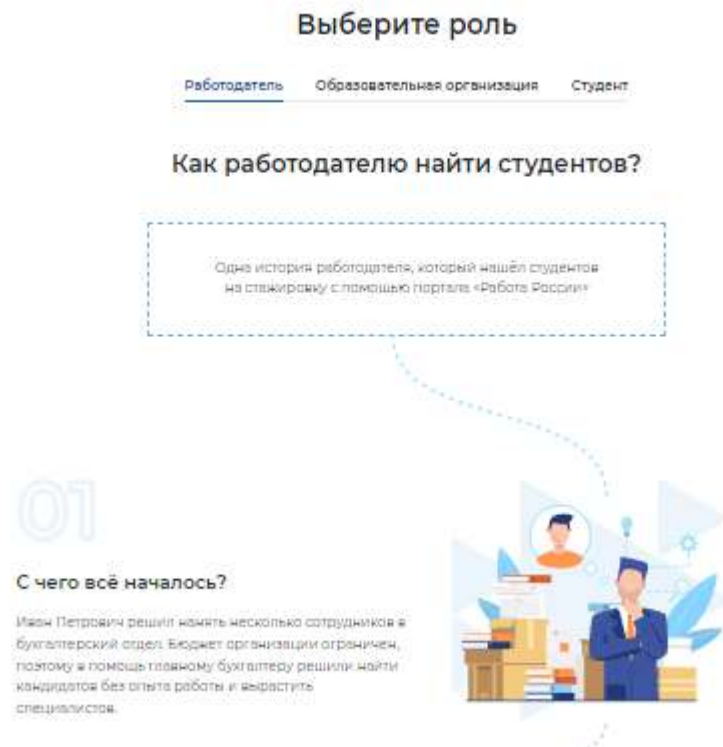 Выберите роль
Работодатель Образовательная организация Студент
Как работодателю найти студентов?
Одна история работодателя, который нашёл студентов
на стажировку с помощью портала «Работа России»
01
С чего всё началось?
Иван Петрович решил нанять несколько сотрудников в
бухгалтерский отдел. Бюджет организации ограничен,
поэтому в помощь главному бухгалтеру решили найти
кандидатов без опыта работы и вырастить
специалистов.